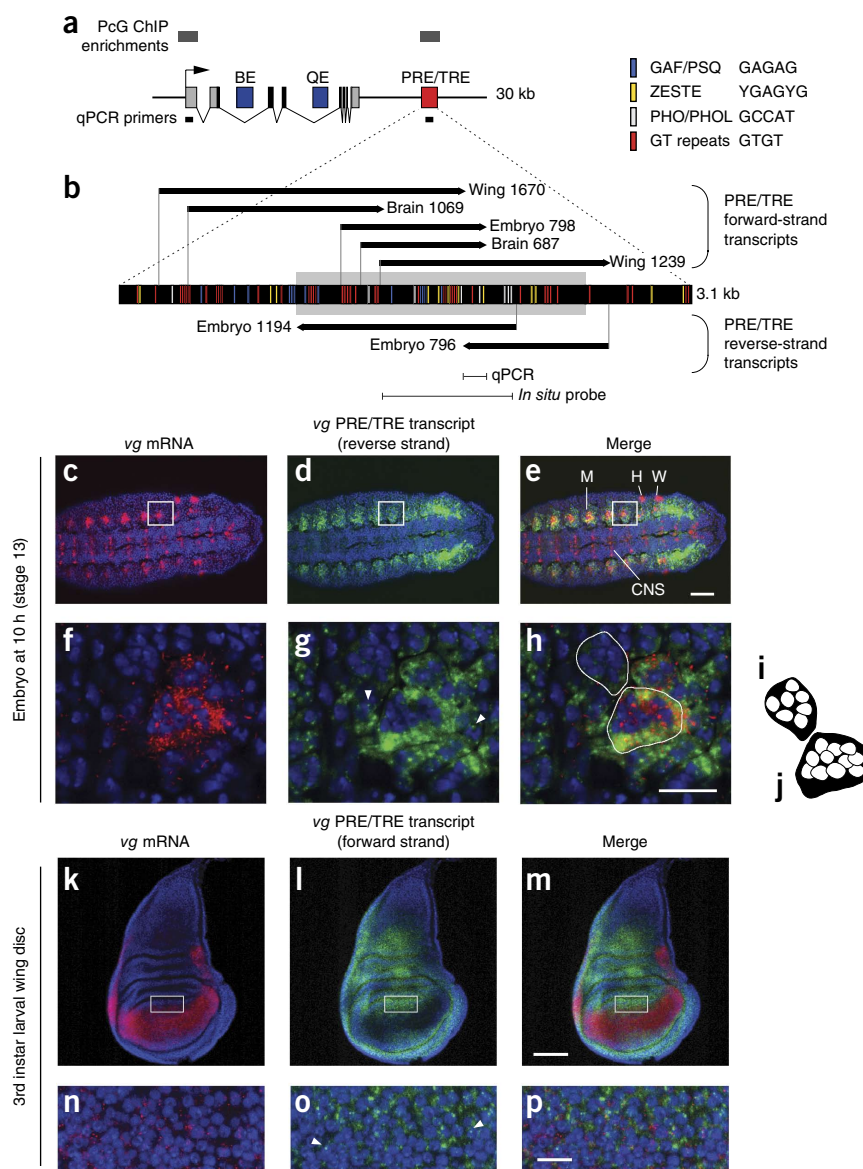 a
PcG ChIP
enrichments
BE
QE
PRE/TRE
30 kb
qPCR primers
GAF/PSQ GAGAG
ZESTE YGAGYG
PHO/PHOL GCCAT
GT repeats GTGT
b
Wing 1670
Brain 1069
Embryo 798
Brain 687
Wing 1239
PRE/TRE
forward-strand
transcripts
3.1 kb
Embryo 1194
Embryo 796
PRE/TRE
reverse-strand
transcripts
qPCR
In situ probe
vg mRNA
vg PRE/TRE transcript
(reverse strand)
Merge
Embryo at 10 h (stage 13)
c
d
e
M
H
W
CNS
f
g
h
i
j
vg mRNA
vg PRE/TRE transcript
(forward strand)
Merge
3rd instar larval wing disc
k
l
m
n
o
p